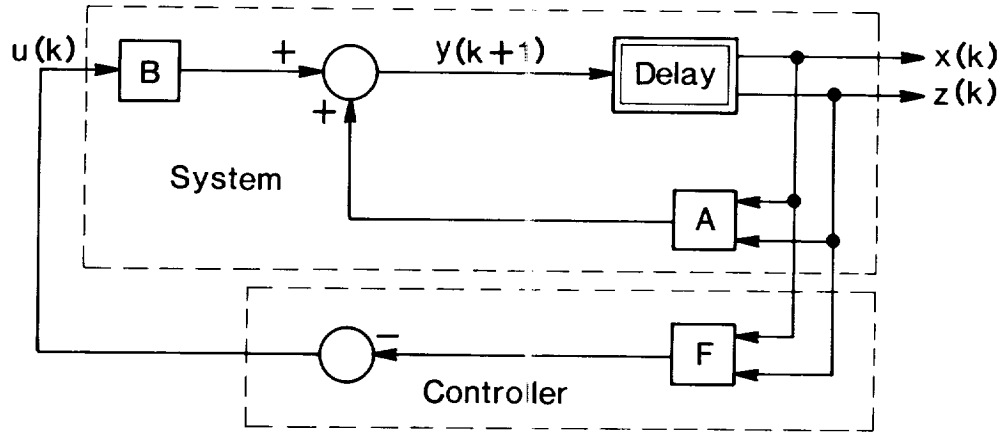 u(k)
B
+
+
y(k+1)
Delay
x(k)
z(k)
System
A
−
F
Controller